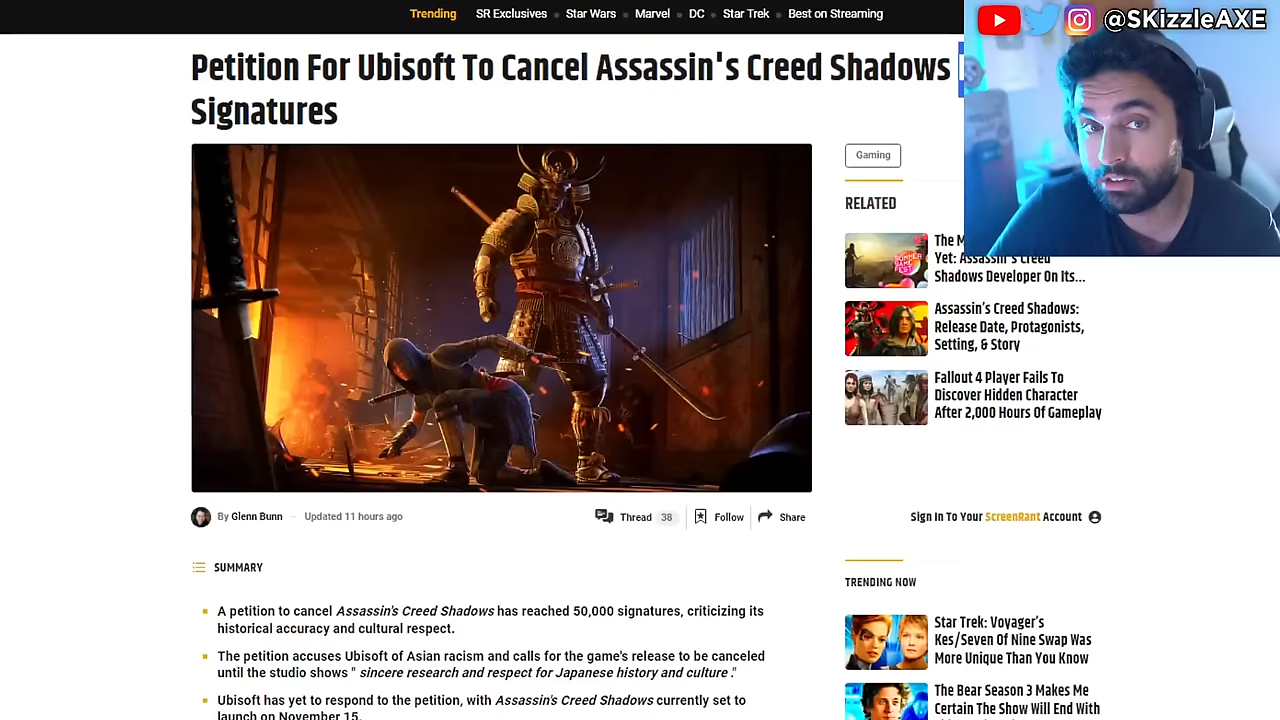 Trending SR Exclusives Star Wars Marvel DC Star Trek Best on Streaming
@SKizzleAXE
Petition For Ubisoft To Cancel Assassin's Creed Shadows
Signatures
Gaming
RELATED
The
Yet: Assassin's Creed
Shadows Developer On Its...
Assassin's Creed Shadows:
Release Date, Protagonists,
Setting, & Story
Fallout 4 Player Fails To
Discover Hidden Character
After 2,000 Hours Of Gameplay
By Glenn Bunn Updated 11 hours ago
Thread 38 Follow Share
Sign In To Your ScreenRant Account
SUMMARY
A petition to cancel Assassin's Creed Shadows has reached 50,000 signatures, criticizing its
historical accuracy and cultural respect.
The petition accuses Ubisoft of Asian racism and calls for the game's release to be canceled
until the studio shows " sincere research and respect for Japanese history and culture ."
Ubisoft has yet to respond to the petition, with Assassin's Creed Shadows currently set to
launch on November 15.
TRENDING NOW
Star Trek: Voyager's
Kes/Seven Of Nine Swap Was
More Unique Than You Know
The Bear Season 3 Makes Me
Certain The Show Will End With